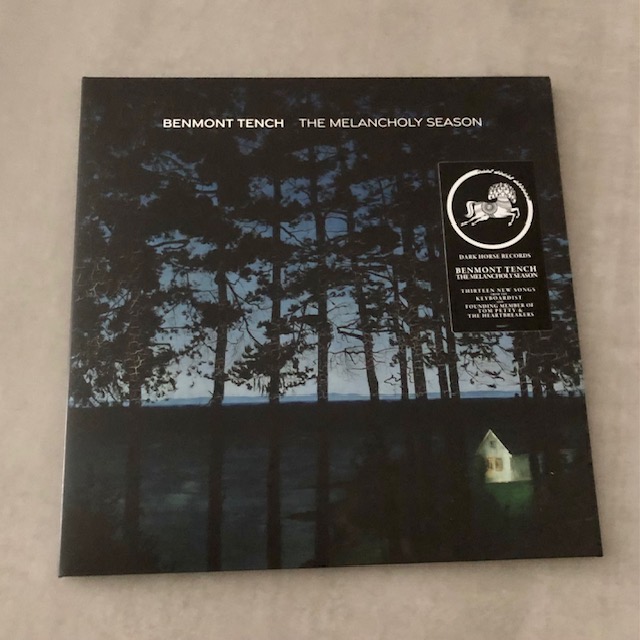 BENMONT TENCH THE MELANCHOLY SEASON
DARK HORSE RECORDS
BENMONT TENCH
THE MELANCHOLY SEASON
THIRTEEN NEW SONGS
KEYBOARDIST
FOUNDING MEMBER OF
TOM PETTY &
THE HEARTBREAKERS